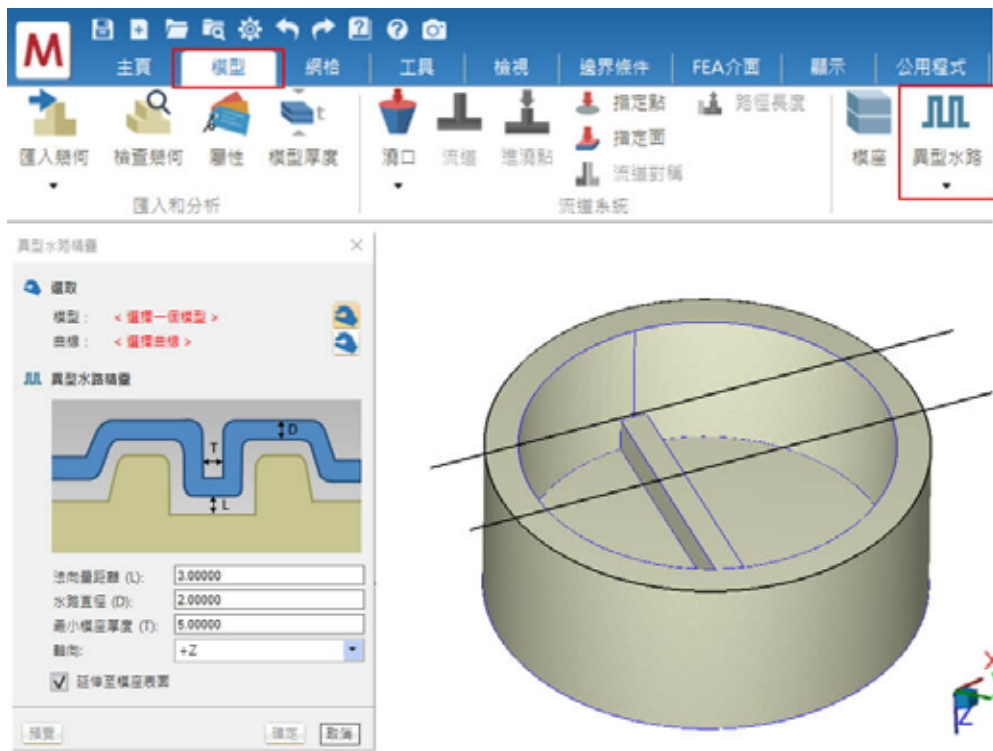 M
主頁 模型 網格 工具 檢視 邊界條件 FEA介面 顯示 公用程式
匯入幾何 檢查幾何 屬性 模型厚度 t 澆口 流道 進澆點 指定點 路徑長度 模座 異型水路
指定面
流道對稱
匯入和分析 流道系統
異型水路精靈
選取
模型： < 選擇一個模型 >
曲線： < 選擇曲線 >
異型水路精靈
D
T
L
法向量距離 (L): 3.00000
水路直徑 (D): 2.00000
最小模座厚度 (T): 5.00000
軸向: +Z
延伸至模座表面
預覽 確定 取消
X
Z